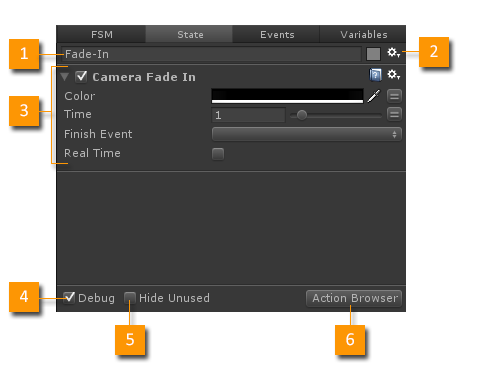 FSM State Events Variables
1 Fade-In 2
3 Camera Fade In
Color
Time 1
Finish Event
Real Time
4 Debug Hide Unused Action Browser
5 6